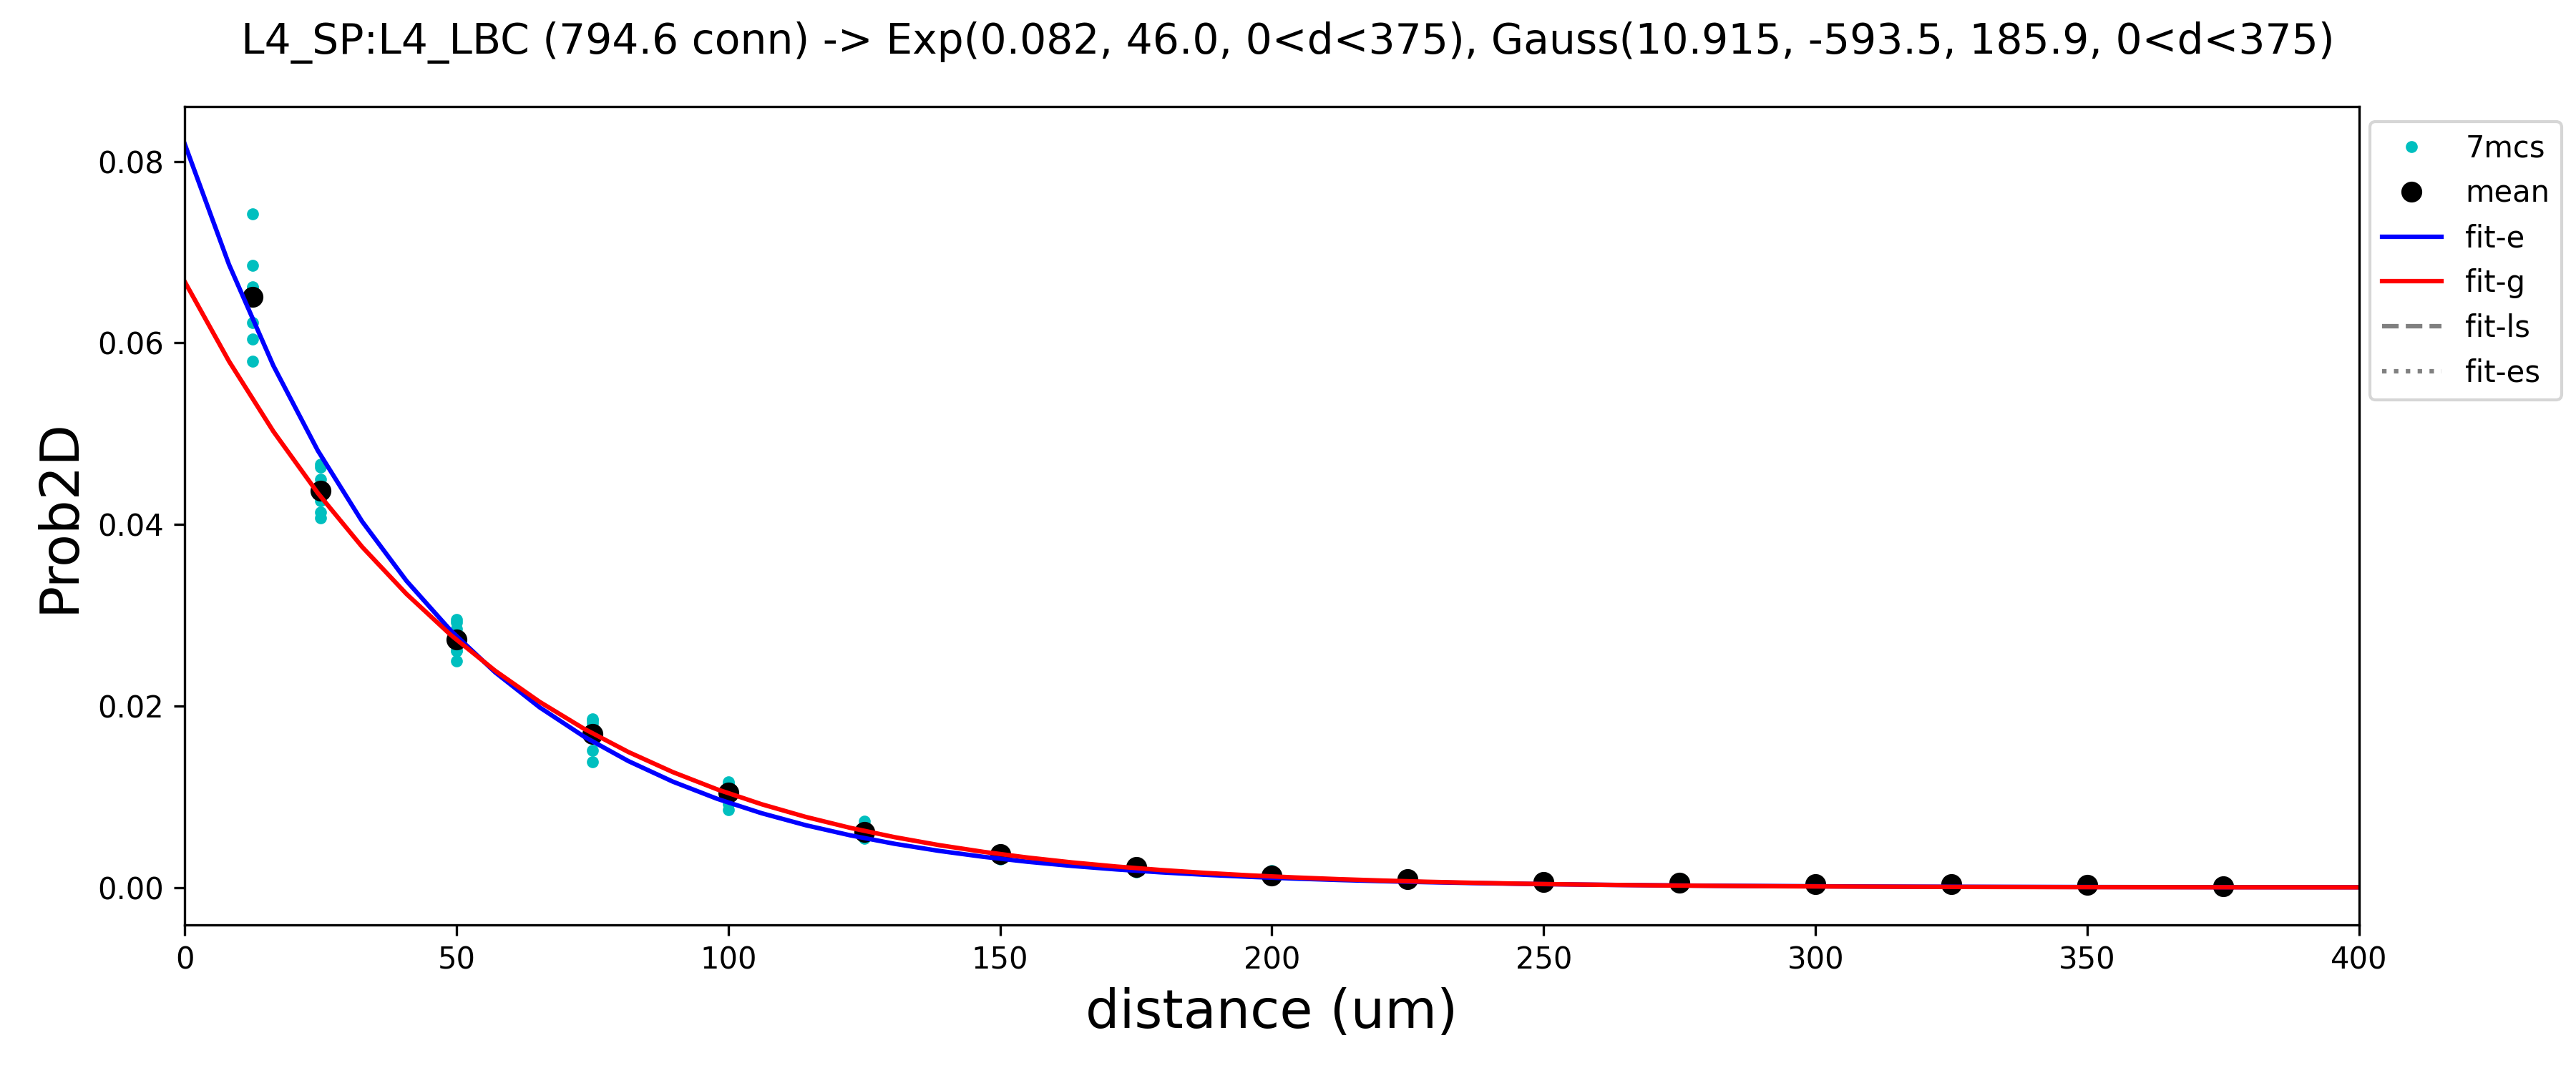 L4_SP:L4_LBC (794.6 conn) -> Exp(0.082, 46.0, 0<d<375), Gauss(10.915, -593.5, 185.9, 0<d<375)
7mcs
mean
fit-e
fit-g
fit-ls
fit-es
Prob2D
0.08
0.06
0.04
0.02
0.00
0 50 100 150 200 250 300 350 400
distance (um)